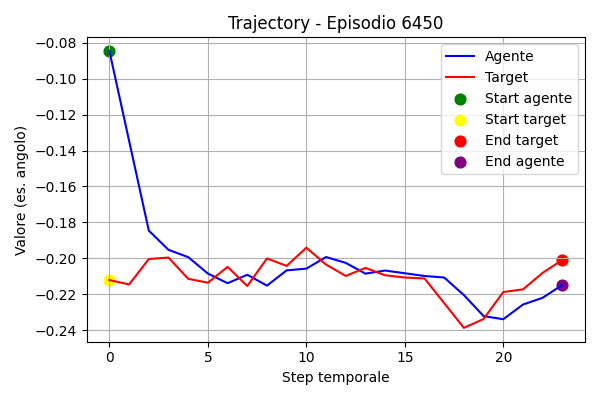 Trajectory - Episodio 6450
Agente
Target
Start agente
Start target
End target
End agente
Valore (es. angolo)
−0.08
−0.10
−0.12
−0.14
−0.16
−0.18
−0.20
−0.22
−0.24
0 5 10 15 20
Step temporale